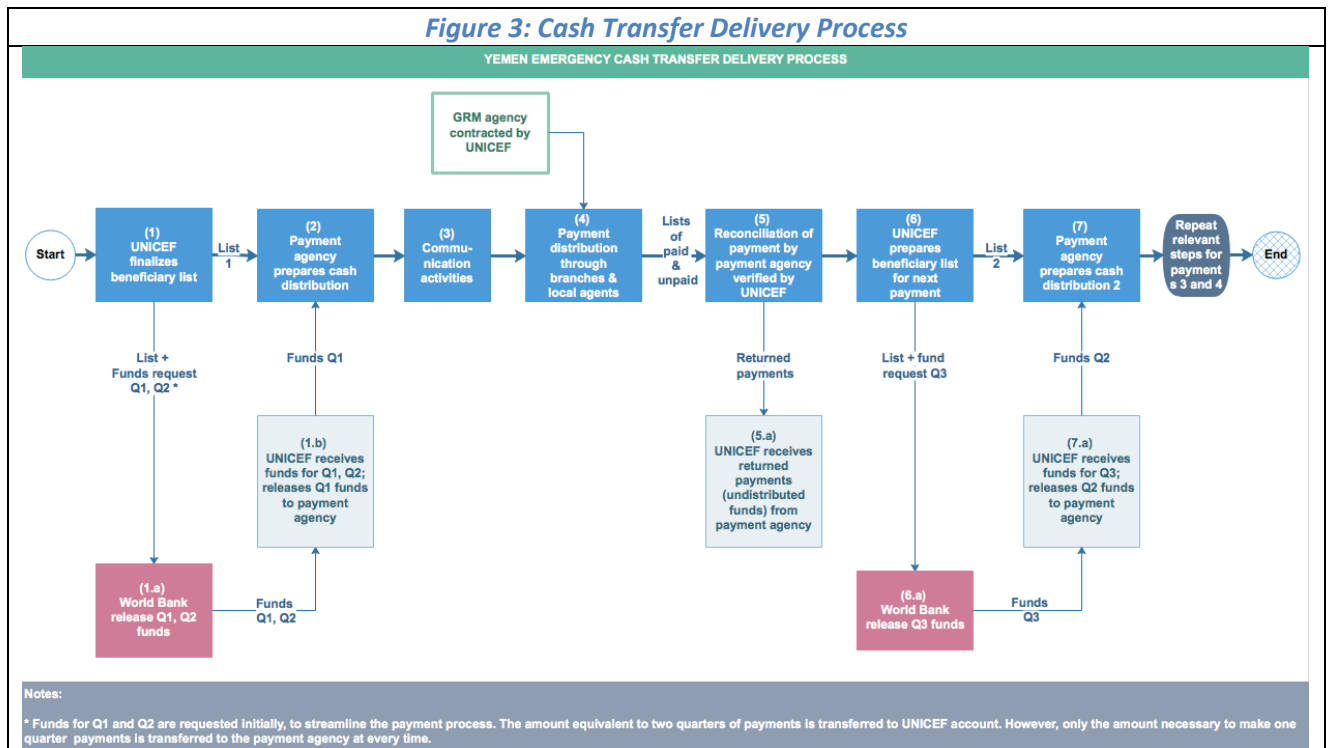 Figure 3: Cash Transfer Delivery Process
YEMEN EMERGENCY CASH TRANSFER DELIVERY PROCESS
GRM agency
contracted by
UNICEF
Start
(1)
UNICEF
finalizes
beneficiary list
List
1
(2)
Payment
agency
prepares cash
distribution
(3)
Commu-
nication
activities
(4)
Payment
distribution
through
branches &
local agents
Lists
of
paid
&
unpaid
(5)
Reconciliation of
payment by
payment agency
verified by
UNICEF
(6)
UNICEF
prepares
beneficiary list
for next
payment
List
2
(7)
Payment
agency
prepares cash
distribution 2
Repeat
relevant
steps for
payment
s 3 and 4
End
List +
Funds request
Q1, Q2 *
Funds Q1
Returned
payments
List + fund
request Q3
Funds Q2
(1.b)
UNICEF receives
funds for Q1, Q2;
releases Q1 funds
to payment
agency
(5.a)
UNICEF receives
returned
payments
(undistributed
funds) from
payment agency
(7.a)
UNICEF receives
funds for Q3;
releases Q2 funds
to payment
agency
(1.a)
World Bank
release Q1, Q2
funds
Funds
Q1, Q2
(6.a)
World Bank
release Q3 funds
Funds
Q3
Notes:
* Funds for Q1 and Q2 are requested initially, to streamline the payment process. The amount equivalent to two quarters of payments is transferred to UNICEF account. However, only the amount necessary to make one
quarter payments is transferred to the payment agency at every time.